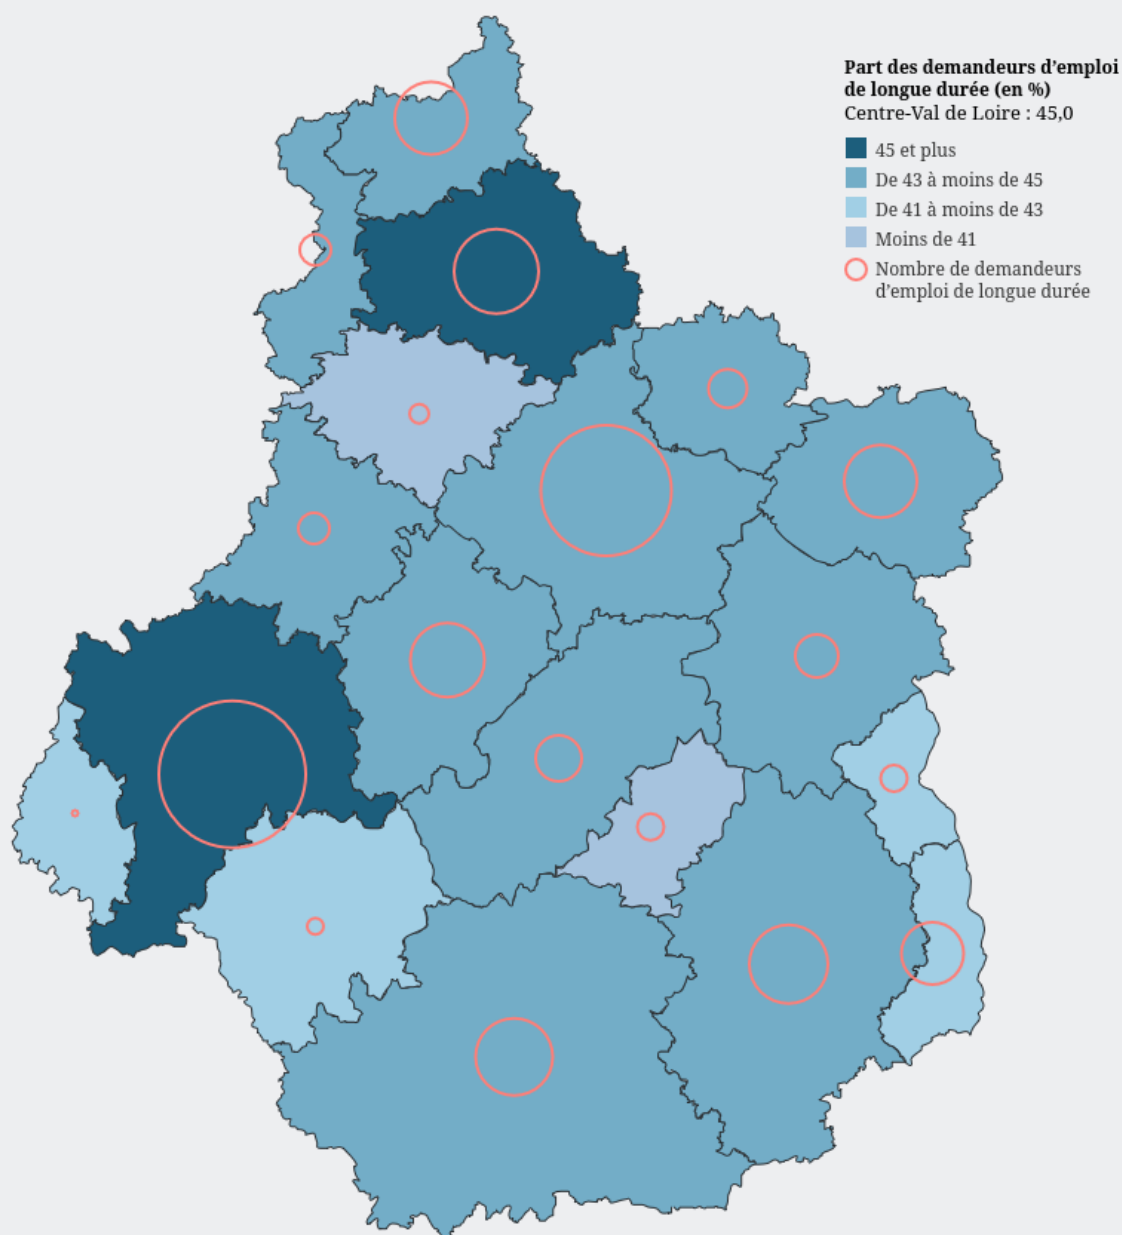 Part des demandeurs d’emploi
de longue durée (en %)
Centre-Val de Loire : 45,0
45 et plus
De 43 à moins de 45
De 41 à moins de 43
Moins de 41
Nombre de demandeurs
d’emploi de longue durée